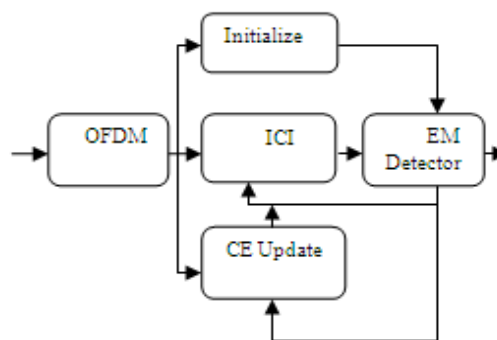 Initialize
OFDM
ICI
EM
Detector
CE Update